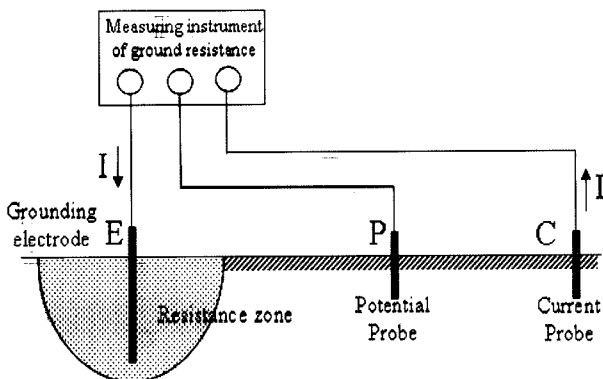 Measuring instrument
of ground resistance
I
I
Grounding
electrode
E
P
C
Resistance zone
Potential
Probe
Current
Probe